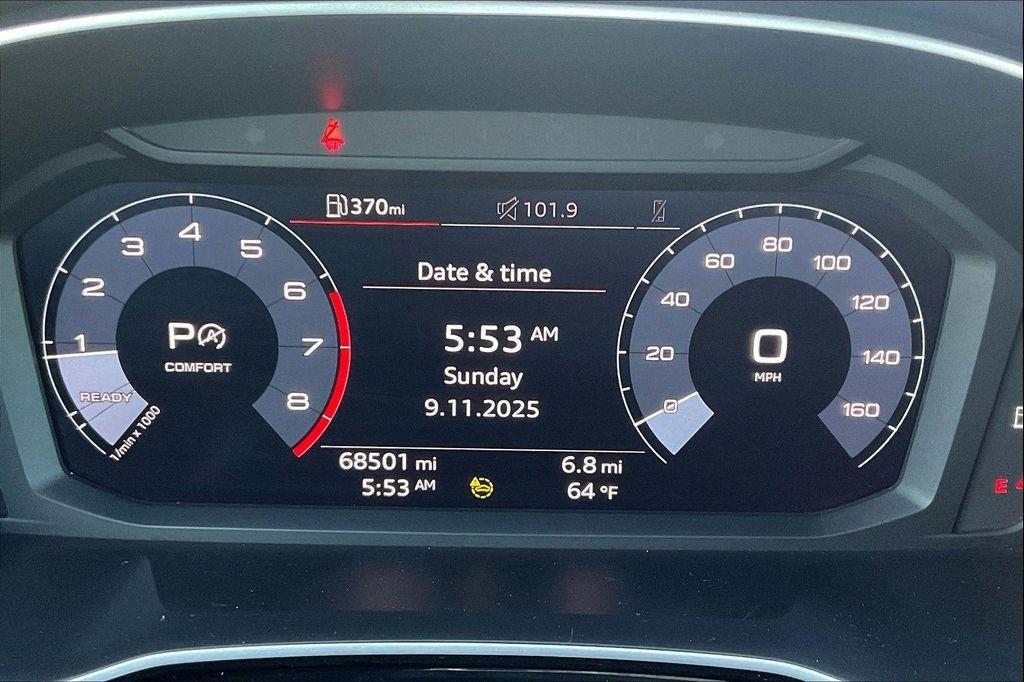 370mi
101.9
Date & time
5:53 AM
Sunday
9.11.2025
1 2 3 4 5 6 7 8
READY
1/min x 1000
P A
COMFORT
0 20 40 60 80 100 120 140 160
0
MPH
68501 mi
5:53 AM
6.8 mi
64 °F
E